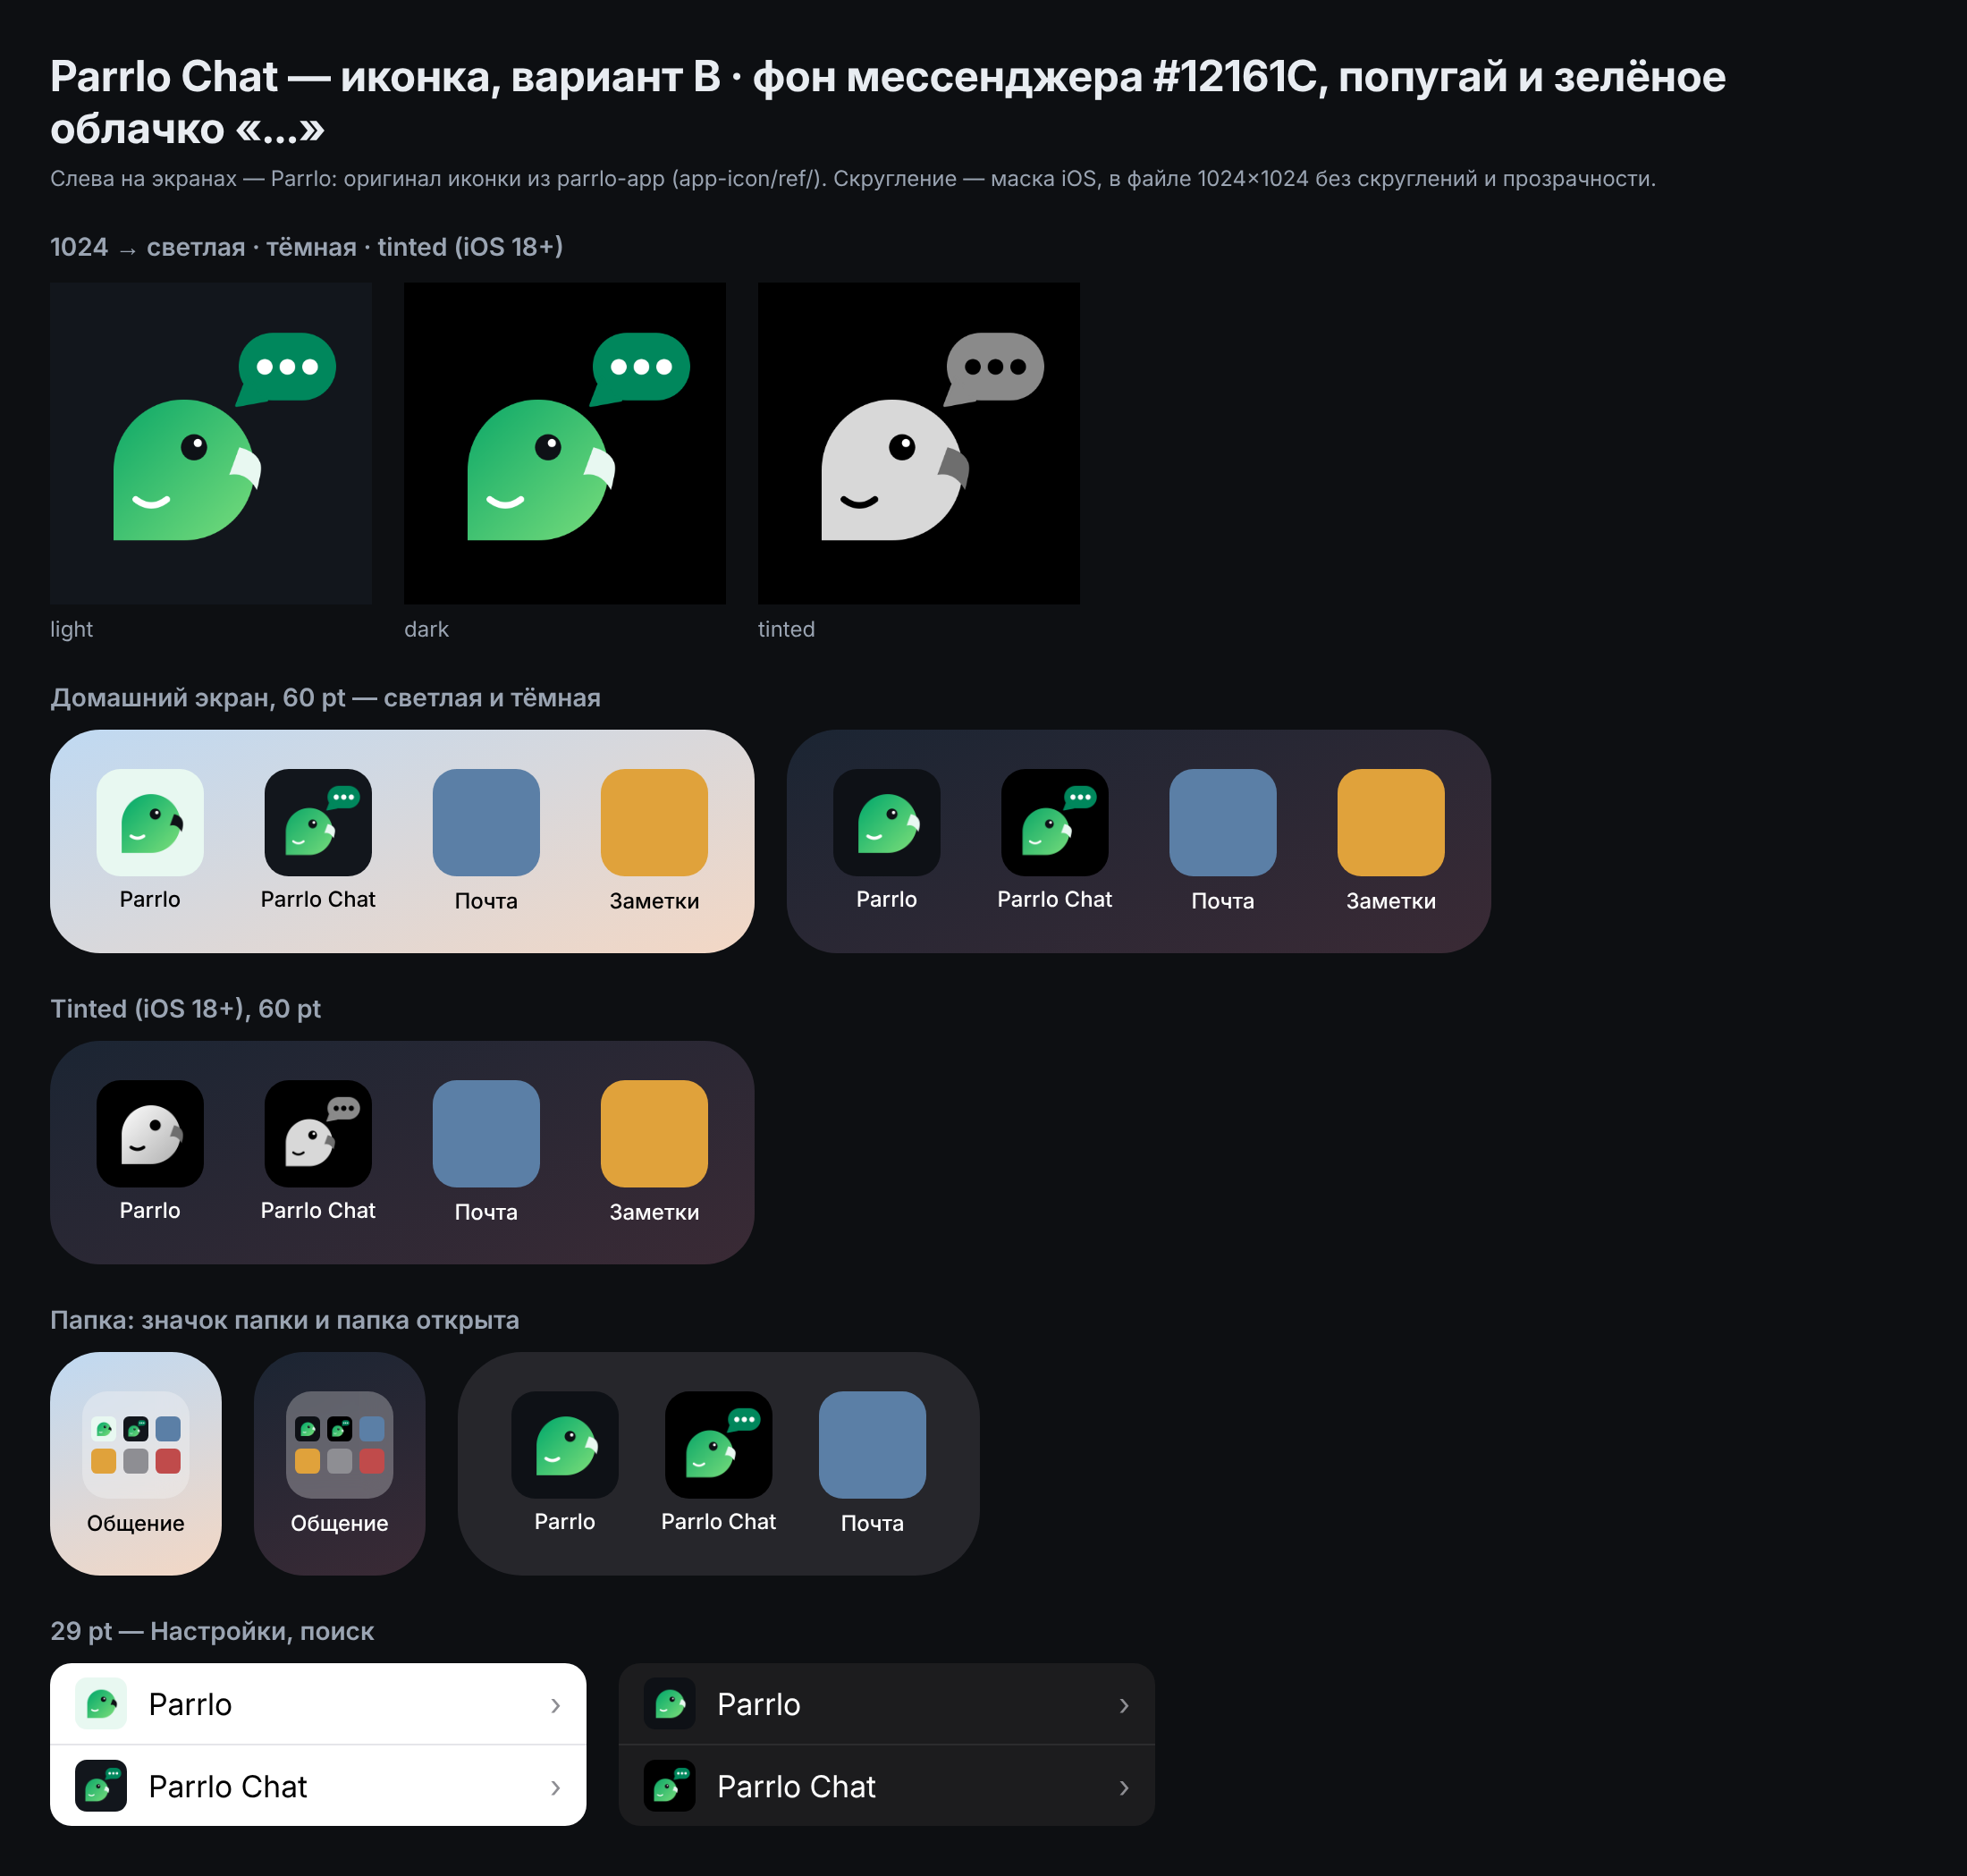 Parrlo Chat — иконка, вариант B · фон мессенджера #12161C, попугай и зелёное
облачко «…»
Слева на экранах — Parrlo: оригинал иконки из parrlo-app (app-icon/ref/). Скругление — маска iOS, в файле 1024×1024 без скруглений и прозрачности.
1024 → светлая · тёмная · tinted (iOS 18+)
light
dark
tinted
Домашний экран, 60 pt — светлая и тёмная
Parrlo
Parrlo Chat
Почта
Заметки
Parrlo
Parrlo Chat
Почта
Заметки
Tinted (iOS 18+), 60 pt
Parrlo
Parrlo Chat
Почта
Заметки
Папка: значок папки и папка открыта
Общение
Общение
Parrlo
Parrlo Chat
Почта
29 pt — Настройки, поиск
Parrlo ›
Parrlo Chat ›
Parrlo ›
Parrlo Chat ›